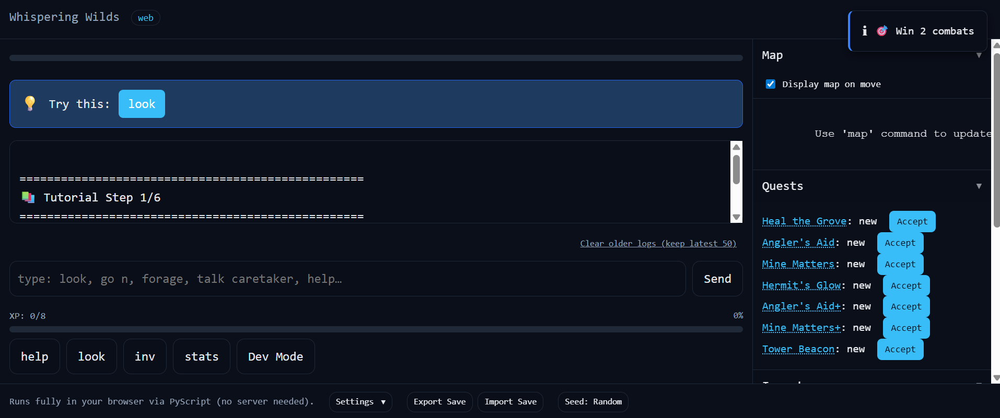 Whispering Wilds web
ℹ 🎯 Win 2 combats
💡 Try this: look
==================================================
📚 Tutorial Step 1/6
==================================================
Clear older logs (keep latest 50)
type: look, go n, forage, talk caretaker, help…
Send
XP: 0/8 0%
help look inv stats Dev Mode
Map ▼
Display map on move
Use 'map' command to update
Quests ▼
Heal the Grove: new Accept
Angler's Aid: new Accept
Mine Matters: new Accept
Hermit's Glow: new Accept
Angler's Aid+: new Accept
Mine Matters+: new Accept
Tower Beacon: new Accept
Runs fully in your browser via PyScript (no server needed). Settings ▼ Export Save Import Save Seed: Random